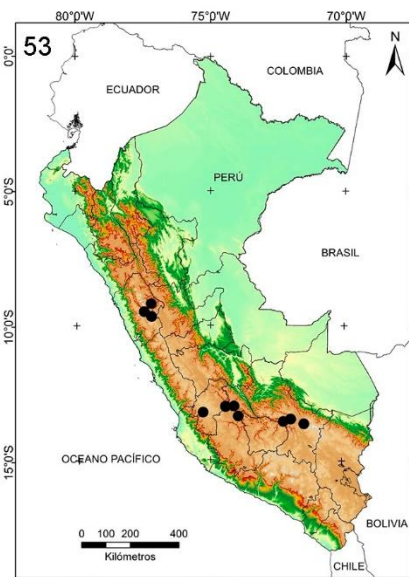 53
80°0'W 75°0'W 70°0'W
N
0°0'
COLOMBIA
ECUADOR
PERÚ
5°0'S
BRASIL
10°0'S
15°0'S
OCEANO PACÍFICO
BOLIVIA
0 100 200 400
Kilómetros
CHILE